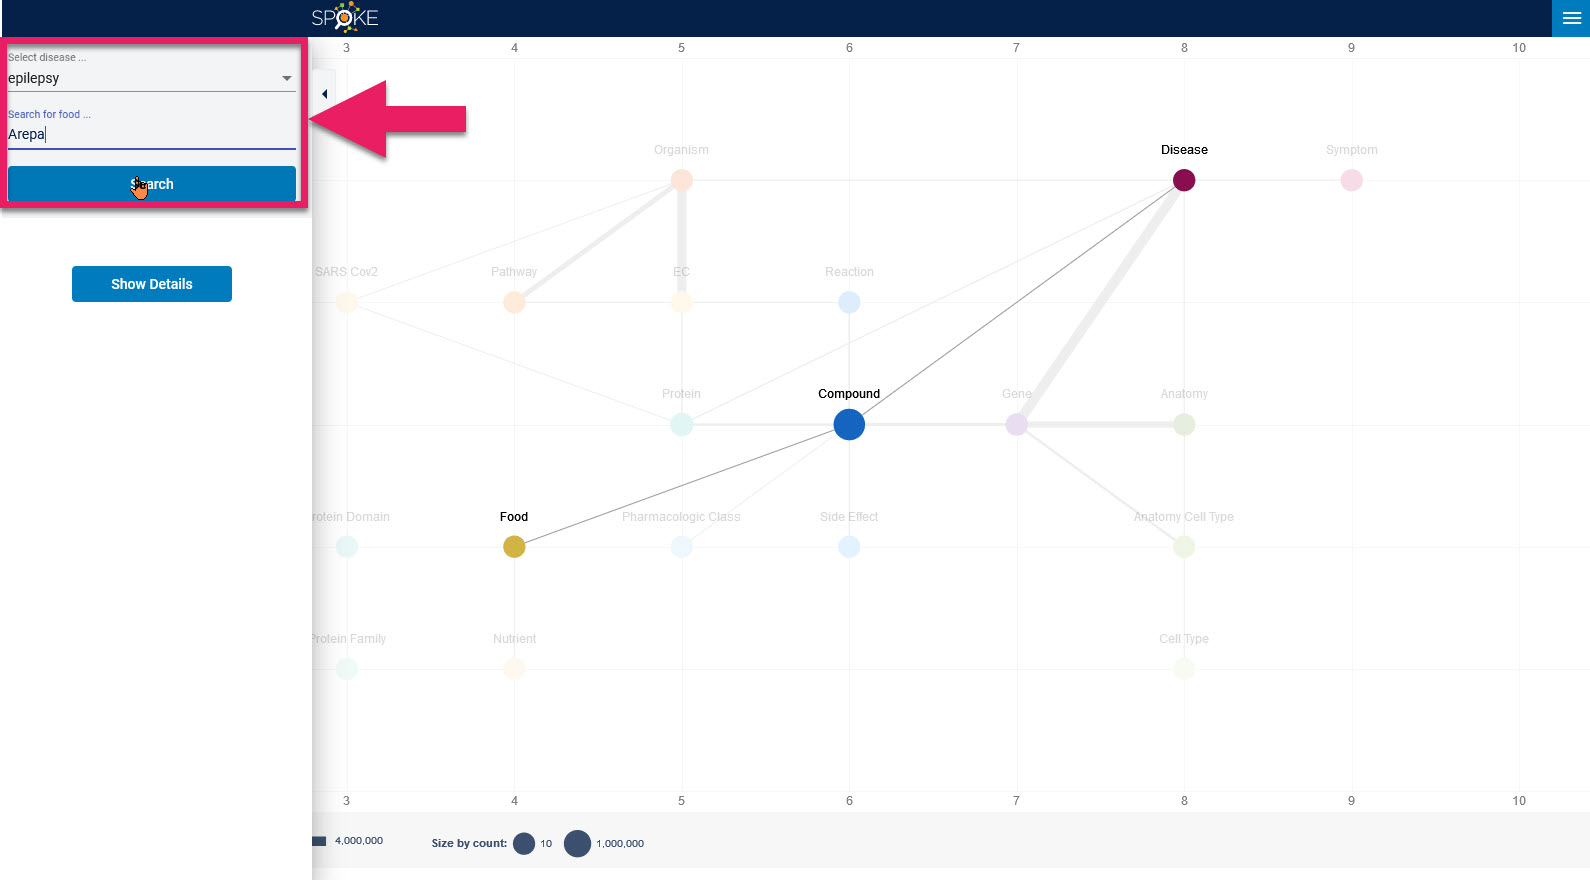 SPOKE
Select disease ...
epilepsy
Search for food ...
Arepa
Search
Show Details
3 4 5 6 7 8 9 10
Organism Disease Symptom
SARS Cov2 Pathway EC Reaction
Protein Compound Gene Anatomy
rotein Domain Food Pharmacologic Class Side Effect Anatomy Cell Type
Protein Family Nutrient Cell Type
3 4 5 6 7 8 9 10
4,000,000 Size by count: 10 1,000,000